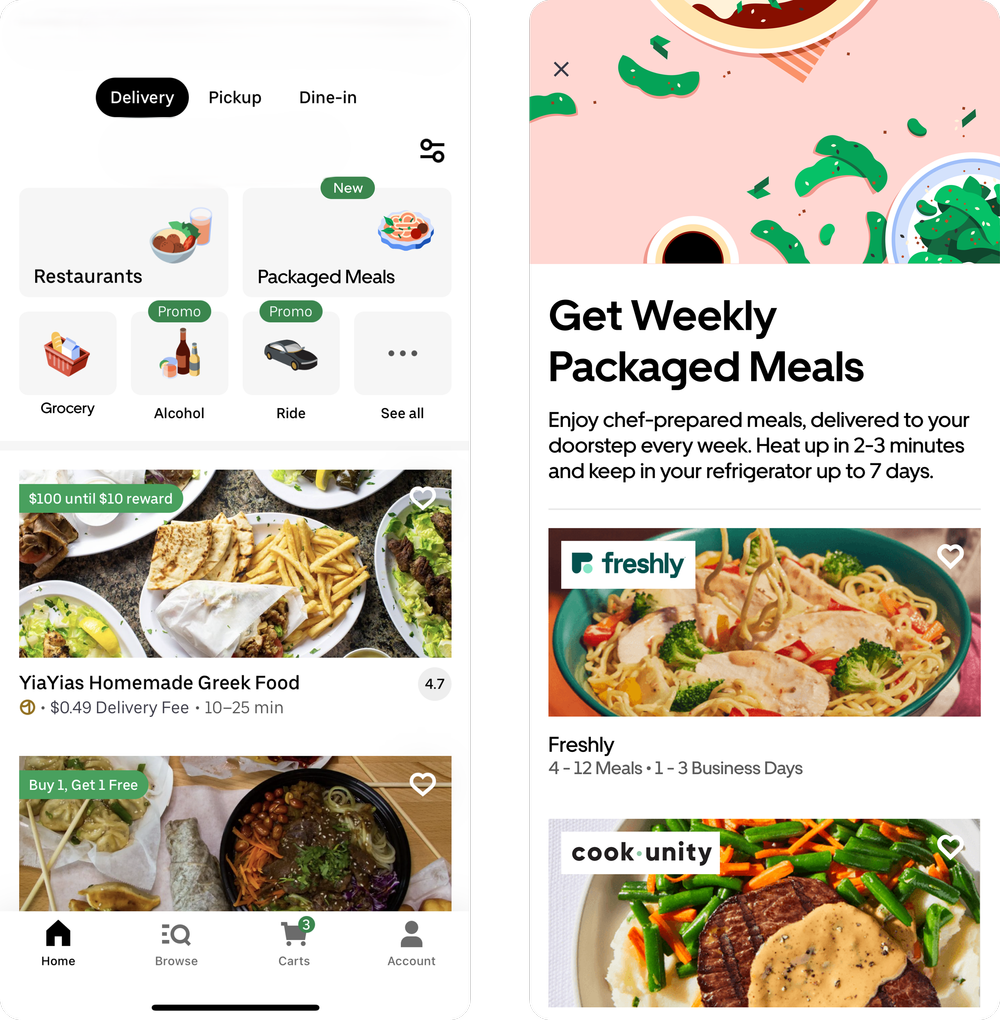 Delivery Pickup Dine-in
New
Restaurants
Packaged Meals
Promo
Promo
Grocery
Alcohol
Ride
See all
$100 until $10 reward
YiaYias Homemade Greek Food
4.7
• $0.49 Delivery Fee • 10–25 min
Buy 1, Get 1 Free
3
Home
Browse
Carts
Account
Get Weekly
Packaged Meals
Enjoy chef-prepared meals, delivered to your
doorstep every week. Heat up in 2-3 minutes
and keep in your refrigerator up to 7 days.
freshly
Freshly
4 - 12 Meals • 1 - 3 Business Days
cook·unity